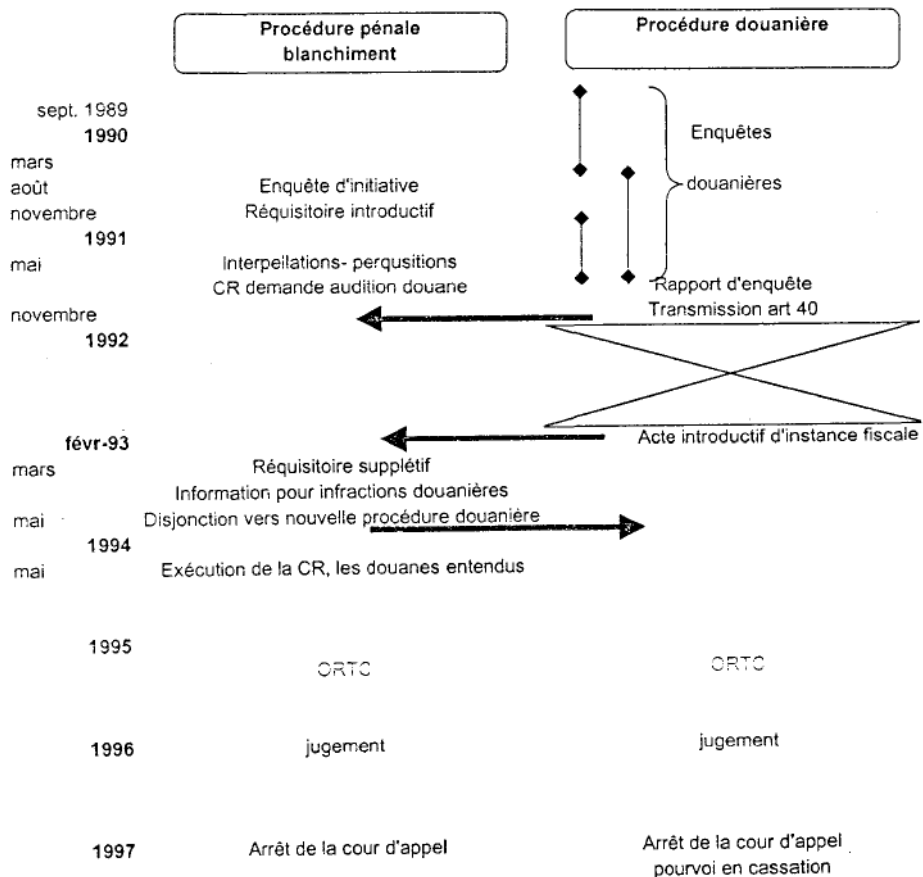 Procédure pénale
blanchiment
Procédure douanière
sept. 1989
1990
Enquêtes
mars
août
Enquête d'initiative
douanières
novembre
Réquisitoire introductif
1991
mai
Interpellations- perqusitions
CR demande audition douane
Rapport d'enquête
novembre
Transmission art 40
1992
févr-93
Acte introductif d'instance fiscale
mars
Réquisitoire supplétif
Information pour infractions douanières
mai
Disjonction vers nouvelle procédure douanière
1994
mai
Exécution de la CR, les douanes entendus
1995
ORTC
ORTC
1996
jugement
jugement
1997
Arrêt de la cour d'appel
Arrêt de la cour d'appel
pourvoi en cassation